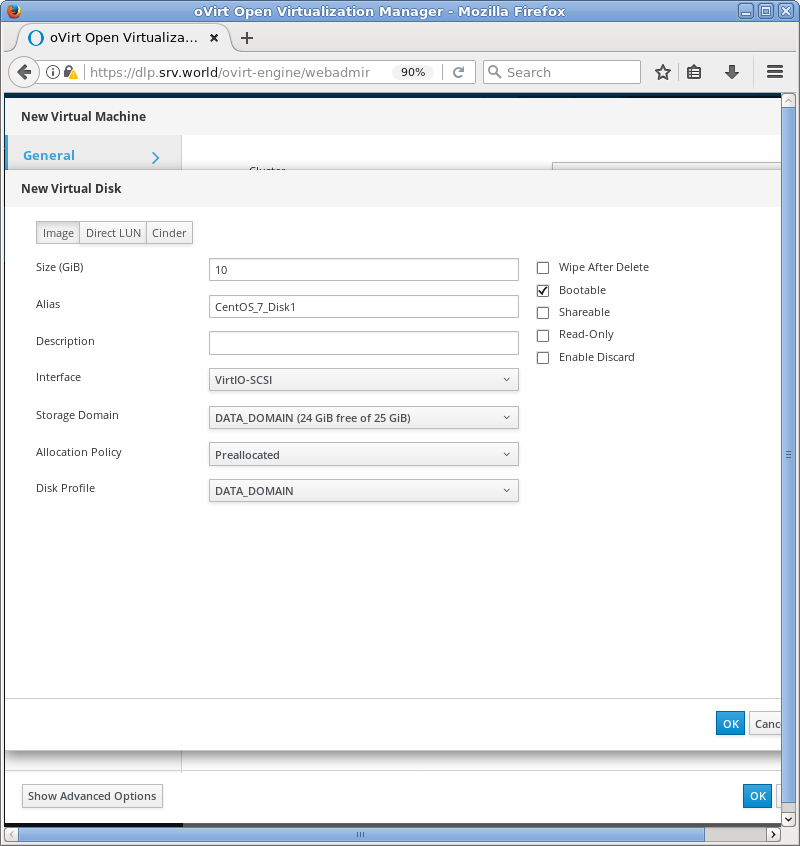 oVirt Open Virtualization Manager - Mozilla Firefox
oVirt Open Virtualiza...
https://dlp.srv.world/ovirt-engine/webadmir 90% Search
New Virtual Machine
General
Cluster
New Virtual Disk
Image Direct LUN Cinder
Size (GiB) 10 Wipe After Delete
Bootable
Alias CentOS_7_Disk1 Shareable
Read-Only
Description Enable Discard
Interface VirtIO-SCSI
Storage Domain DATA_DOMAIN (24 GiB free of 25 GiB)
Allocation Policy Preallocated
Disk Profile DATA_DOMAIN
OK Canc
Show Advanced Options OK